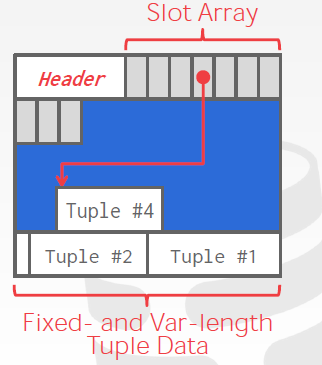 Slot Array
Header
Tuple #4
Tuple #2 Tuple #1
Fixed- and Var-length
Tuple Data